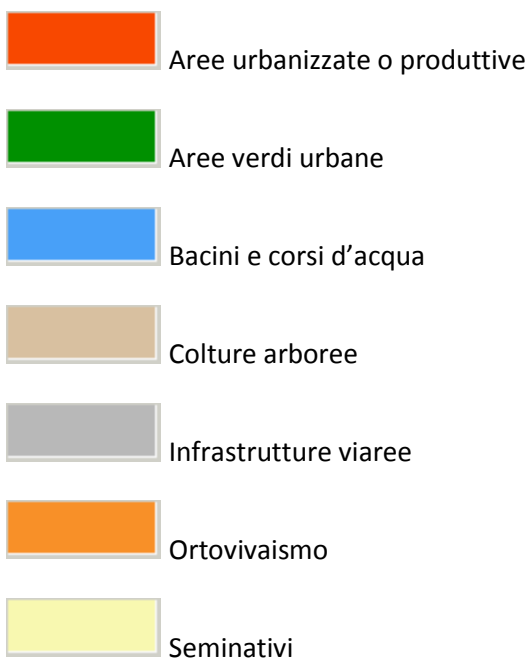 Aree urbanizzate o produttive
Aree verdi urbane
Bacini e corsi d’acqua
Colture arboree
Infrastrutture viaree
Ortovivaismo
Seminativi